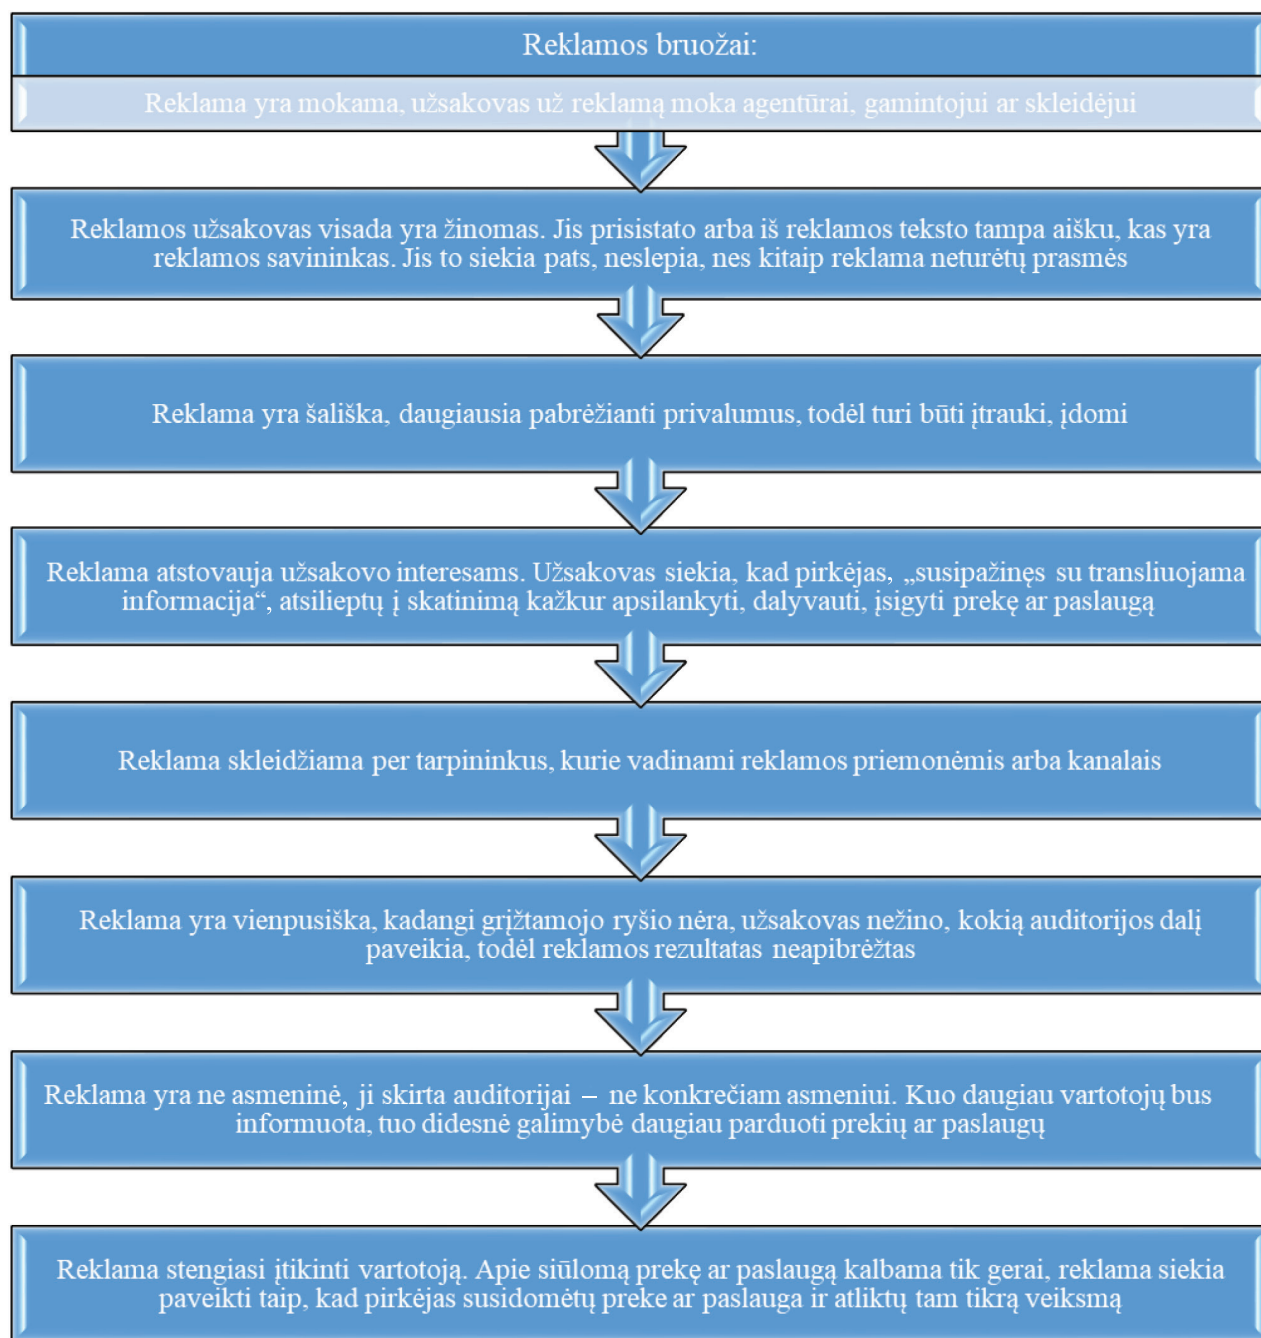 Reklamos bruožai:
Reklama yra mokama, užsakovas už reklamą moka agentūrai, gamintojui ar skleidėjui
Reklamos užsakovas visada yra žinomas. Jis prisistato arba iš reklamos teksto tampa aišku, kas yra
reklamos savininkas. Jis to siekia pats, neslepia, nes kitaip reklama neturėtų prasmės
Reklama yra šališka, daugiausia pabrėžianti privalumus, todėl turi būti įtrauki, įdomi
Reklama atstovauja užsakovo interesams. Užsakovas siekia, kad pirkėjas, „susipažinęs su transliuojama
informacija“, atsilieptų į skatinimą kažkur apsilankyti, dalyvauti, įsigyti prekę ar paslaugą
Reklama skleidžiama per tarpininkus, kurie vadinami reklamos priemonėmis arba kanalais
Reklama yra vienpusiška, kadangi grįžtamojo ryšio nėra, užsakovas nežino, kokią auditorijos dalį
paveikia, todėl reklamos rezultatas neapibrėžtas
Reklama yra ne asmeninė, ji skirta auditorijai – ne konkrečiam asmeniui. Kuo daugiau vartotojų bus
informuota, tuo didesnė galimybė daugiau parduoti prekių ar paslaugų
Reklama stengiasi įtikinti vartotoją. Apie siūlomą prekę ar paslaugą kalbama tik gerai, reklama siekia
paveikti taip, kad pirkėjas susidomėtų preke ar paslauga ir atliktų tam tikrą veiksmą